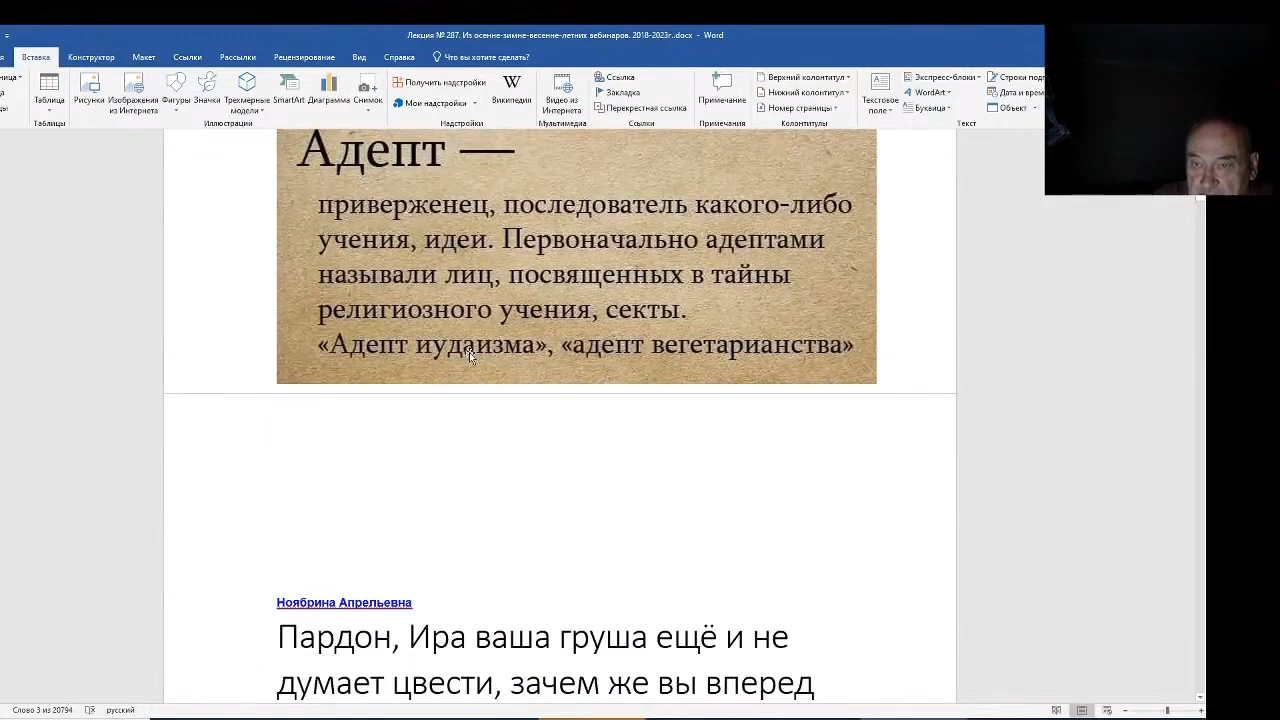 Лекция № 287. Из осенне-зимне-весенне-летних вебинаров. 2018-2023г..docx - Word
Вставка Конструктор Макет Ссылки Рассылки Рецензирование Вид Справка Что вы хотите сделать?
Таблица
Таблицы
Рисунки
Изображения из Интернета
Фигуры
Значки
Трехмерные модели
SmartArt
Диаграмма
Снимок
Иллюстрации
Получить надстройки
Мои надстройки
Википедия
Надстройки
Видео из Интернета
Мультимедиа
Ссылка
Закладка
Перекрестная ссылка
Ссылки
Примечание
Примечания
Верхний колонтитул
Нижний колонтитул
Номер страницы
Колонтитулы
Текстовое поле
Экспресс-блоки
WordArt
Буквица
Строки
Дата и
Объект
Текст
Адепт —
приверженец, последователь какого-либо
учения, идеи. Первоначально адептами
называли лиц, посвященных в тайны
религиозного учения, секты.
«Адепт иудаизма», «адепт вегетарианства»
Ноябрина Апрельевна
Пардон, Ира ваша груша ещё и не
думает цвести, зачем же вы вперед
Слово 3 из 20794 русский